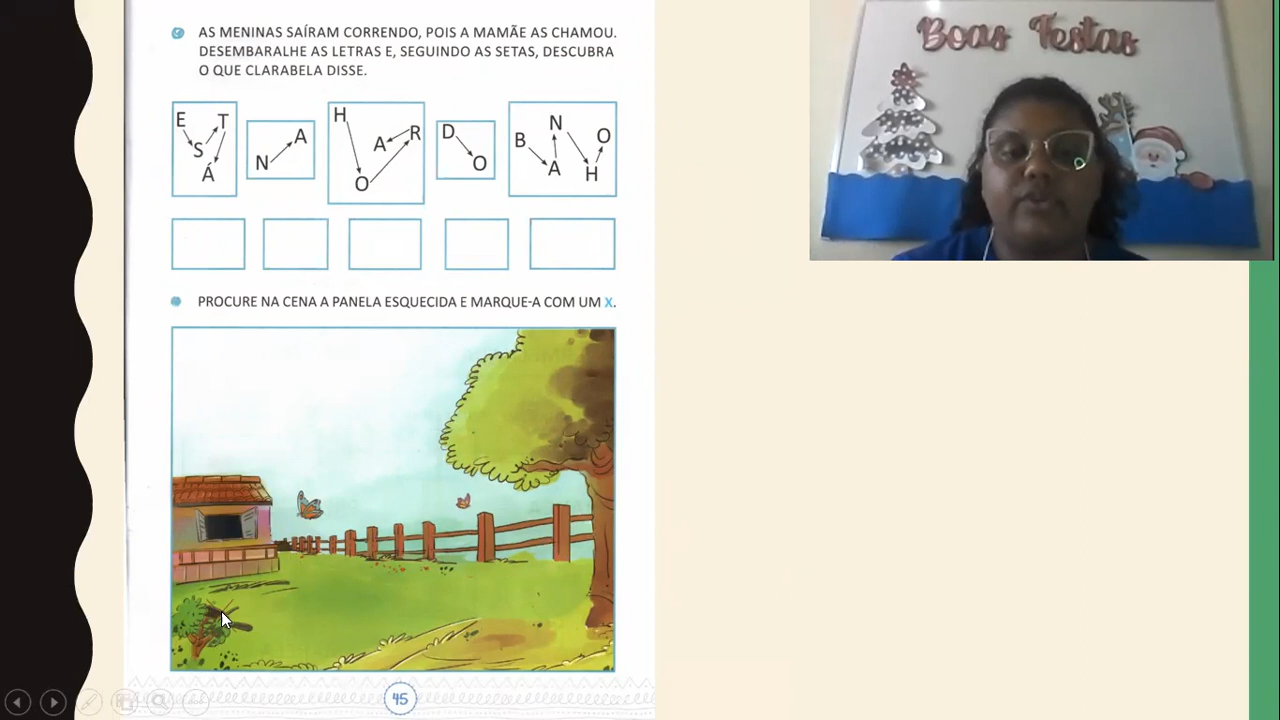 AS MENINAS SAÍRAM CORRENDO, POIS A MAMÃE AS CHAMOU.
DESEMBARALHE AS LETRAS E, SEGUINDO AS SETAS, DESCUBRA
O QUE CLARABELA DISSE.
E S T Á
N A
H O R A
D O
B A N H O
PROCURE NA CENA A PANELA ESQUECIDA E MARQUE-A COM UM X.
45
Boas Festas